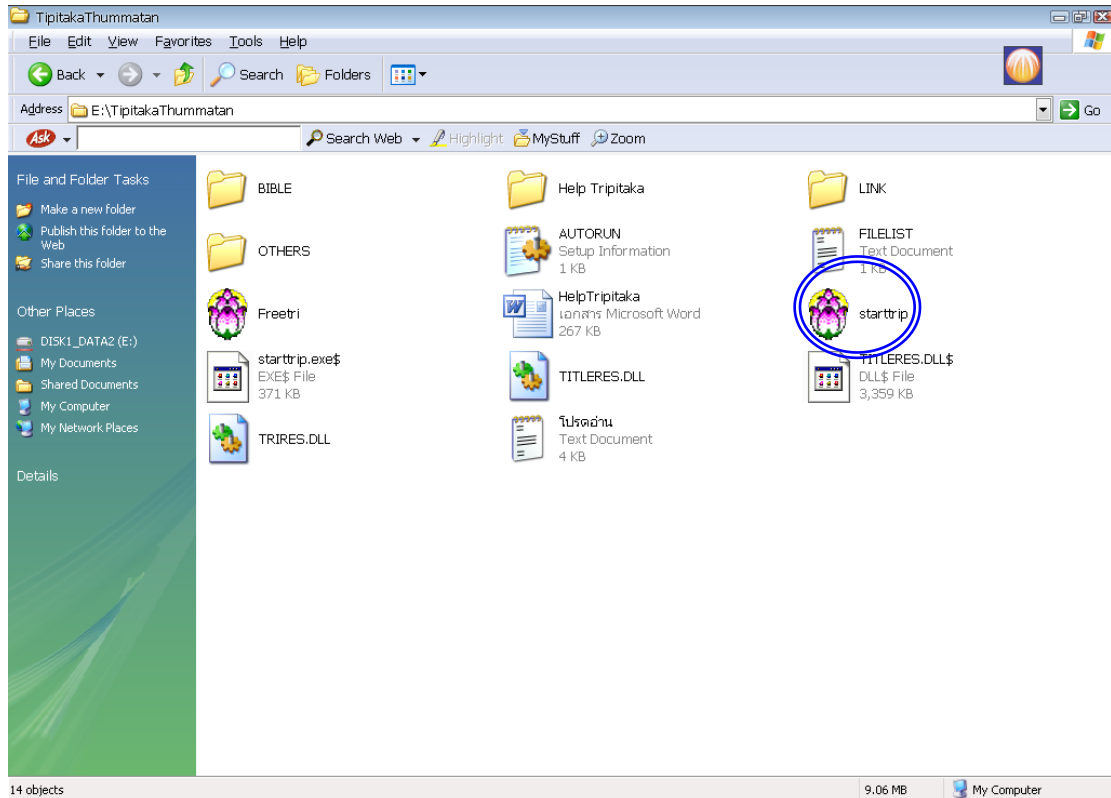 TipitakaThummatan
File Edit View Favorites Tools Help
Back Search Folders
Address E:\TipitakaThummatan Go
Ask Search Web Highlight MyStuff Zoom
File and Folder Tasks
Make a new folder
Publish this folder to the
Web
Share this folder
Other Places
DISK1_DATA2 (E:)
My Documents
Shared Documents
My Computer
My Network Places
Details
BIBLE
Help Tripitaka
LINK
OTHERS
AUTORUN
Setup Information
1 KB
FILELIST
Text Document
1 KB
Freetri
HelpTripitaka
เอกสาร Microsoft Word
267 KB
starttrip
starttrip.exe$
EXE$ File
371 KB
TITLERES.DLL
TITLERES.DLL$
DLL$ File
3,359 KB
TRIRES.DLL
โปรดอ่าน
Text Document
4 KB
14 objects 9.06 MB My Computer